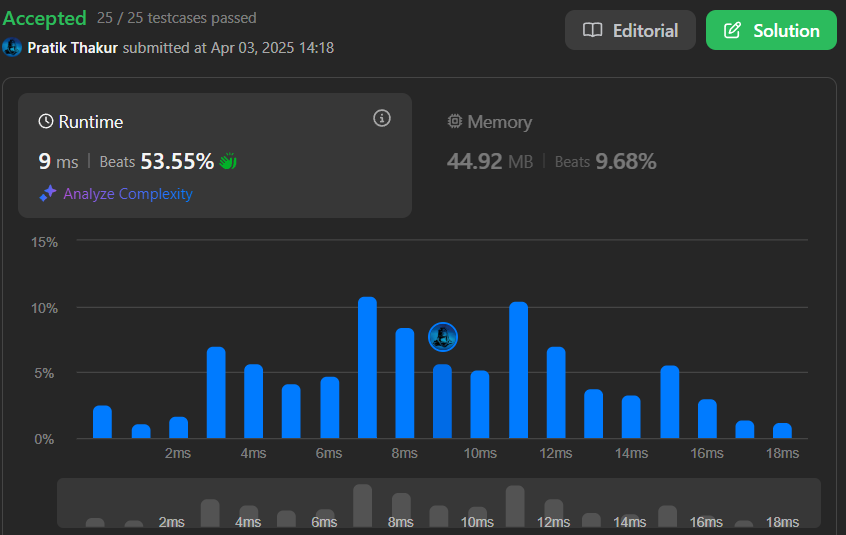 Accepted 25 / 25 testcases passed
Editorial
Solution
Pratik Thakur submitted at Apr 03, 2025 14:18
Runtime
9 ms | Beats 53.55%
Analyze Complexity
Memory
44.92 MB | Beats 9.68%
15%
10%
5%
0%
2ms 4ms 6ms 8ms 10ms 12ms 14ms 16ms 18ms
2ms 4ms 6ms 8ms 10ms 12ms 14ms 16ms 18ms